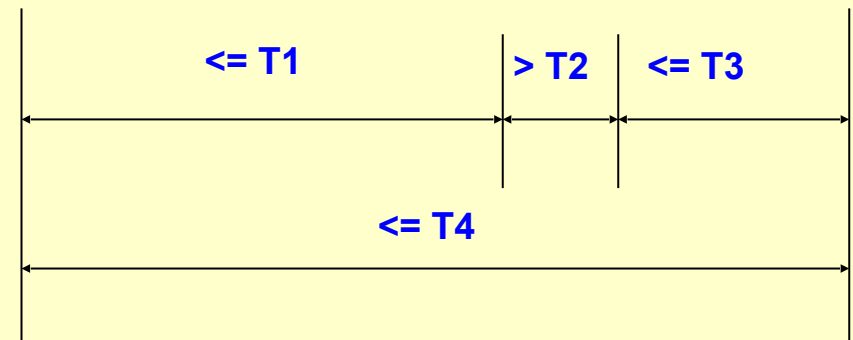 <= T1
> T2
<= T3
<= T4